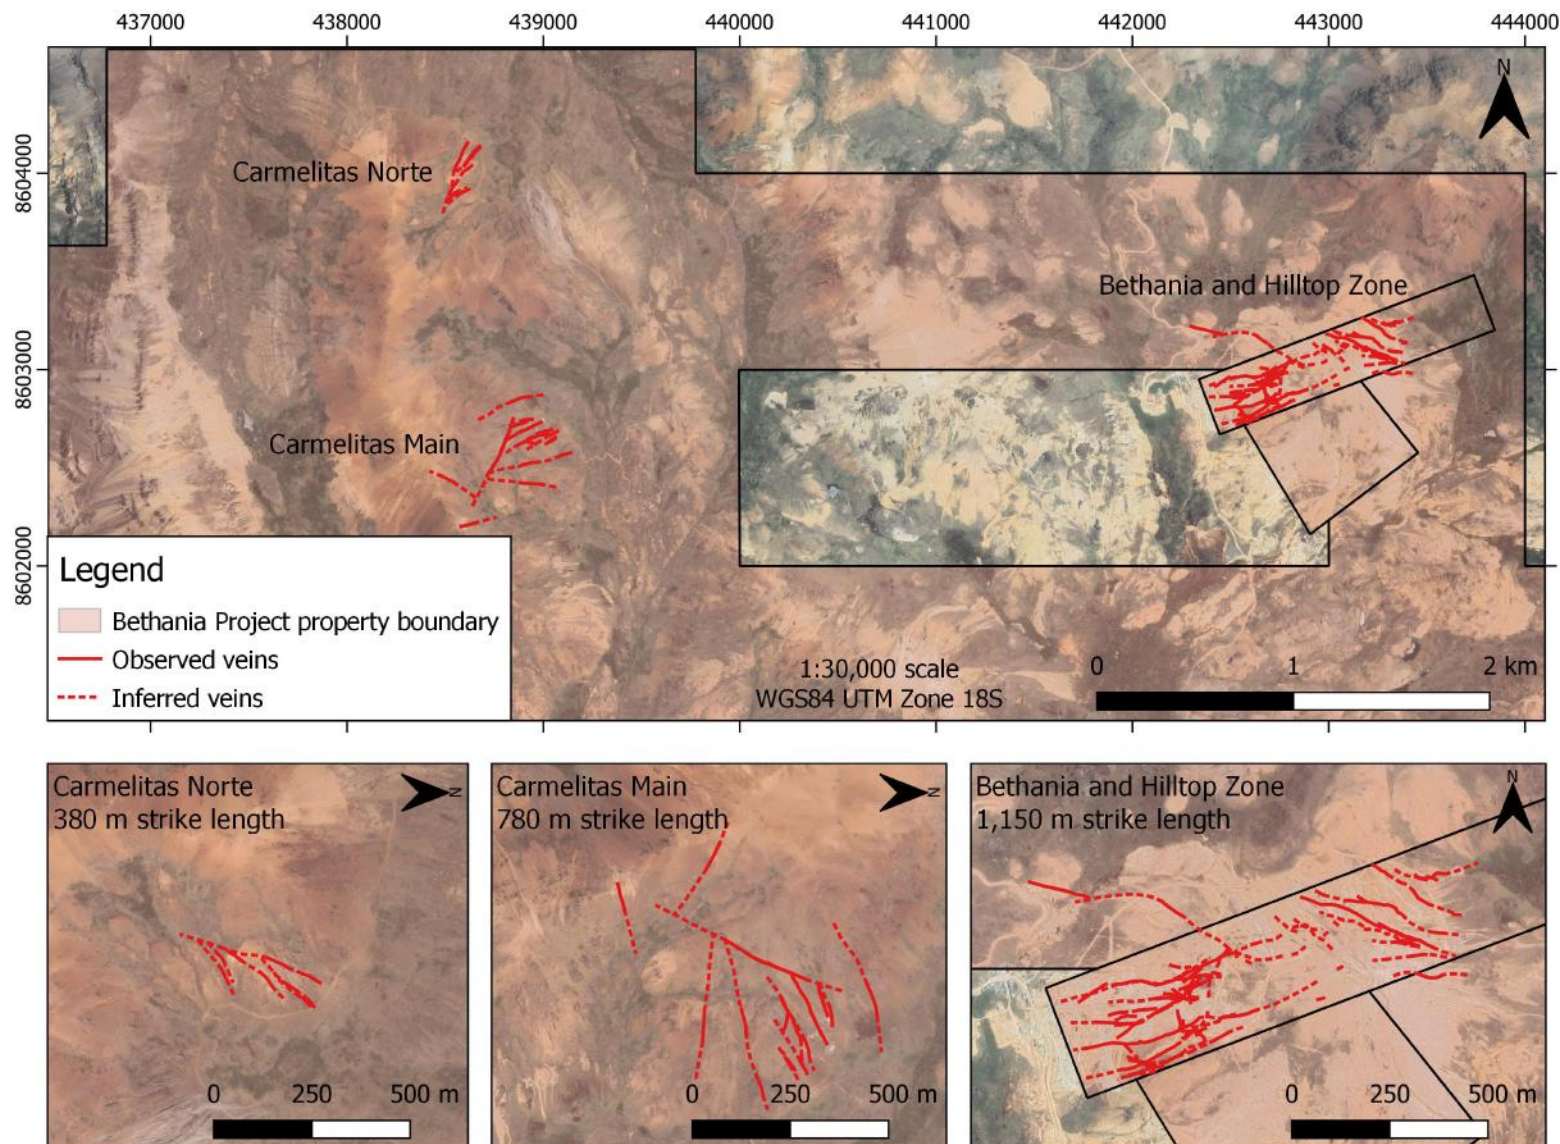 437000 438000 439000 440000 441000 442000 443000 444000
N
8604000
Carmelitas Norte
Bethania and Hilltop Zone
8603000
Carmelitas Main
8602000
Legend
Bethania Project property boundary
Observed veins
Inferred veins
1:30,000 scale
WGS84 UTM Zone 18S
0 1 2 km
Carmelitas Norte
380 m strike length
N
0 250 500 m
Carmelitas Main
780 m strike length
N
0 250 500 m
Bethania and Hilltop Zone
1,150 m strike length
N
0 250 500 m